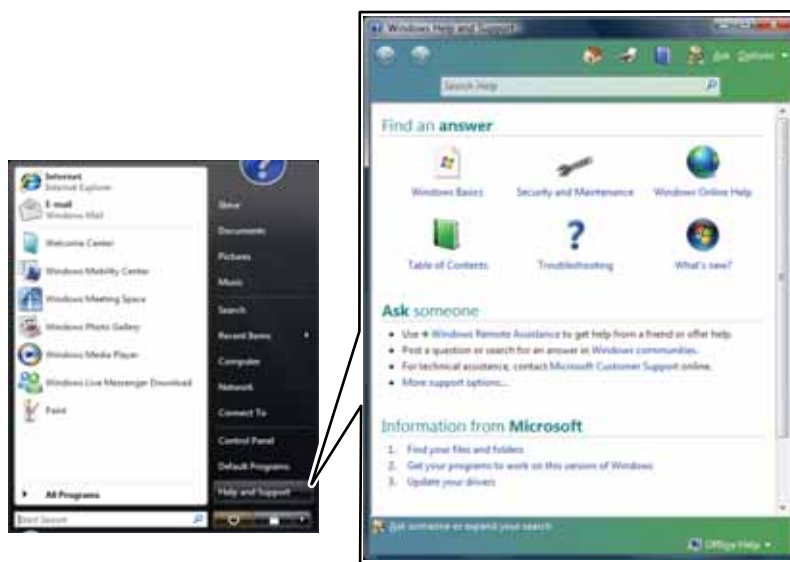 Internet
Internet Explorer
E-mail
Windows Mail
Welcome Center
Windows Mobility Center
Windows Meeting Space
Windows Photo Gallery
Windows Media Player
Windows Live Messenger Download
Paint
All Programs
Start Search
Steve
Documents
Pictures
Music
Search
Recent Items
Computer
Network
Connect To
Control Panel
Default Programs
Help and Support
Windows Help and Support
Ask Options
Search Help
Find an answer
Windows Basics Security and Maintenance Windows Online Help
Table of Contents Troubleshooting What's new?
Ask someone
• Use Windows Remote Assistance to get help from a friend or offer help.
• Post a question or search for an answer in Windows communities.
• For technical assistance, contact Microsoft Customer Support online.
• More support options...
Information from Microsoft
1. Find your files and folders
2. Get your programs to work on this version of Windows
3. Update your drivers
Ask someone or expand your search
Offline Help